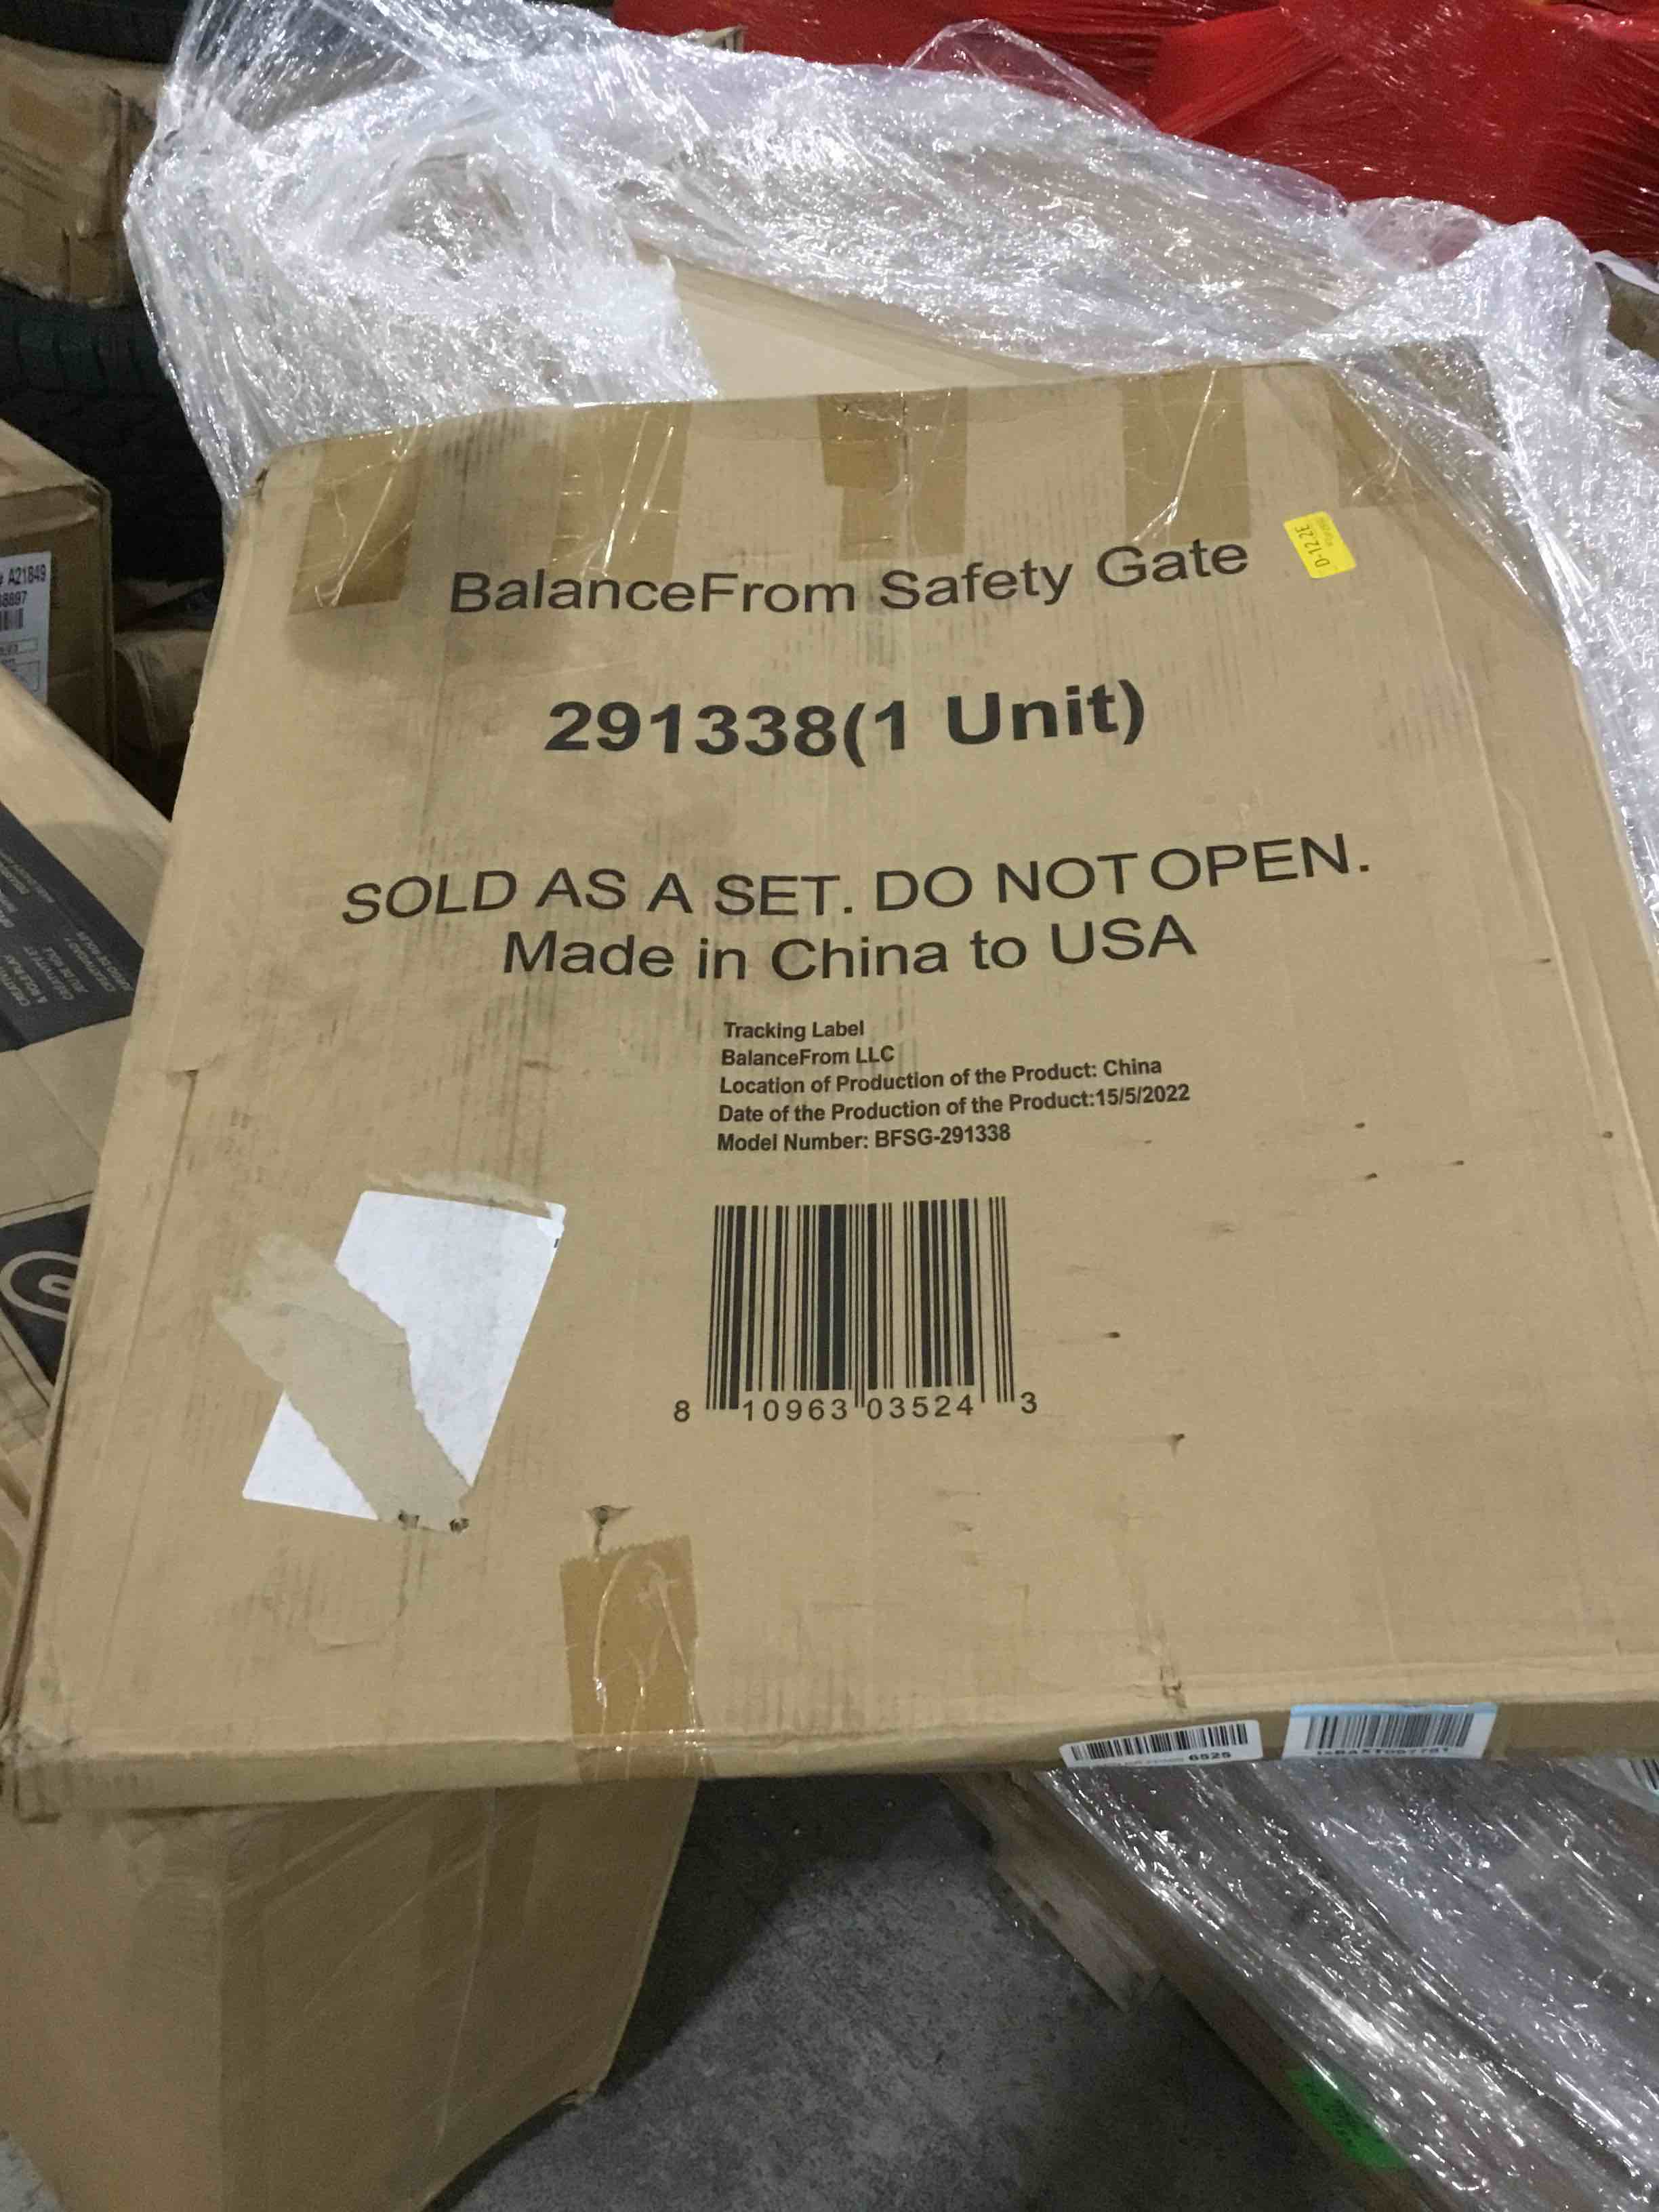 BalanceFrom Safety Gate
D-12.2E
291338(1 Unit)
SOLD AS A SET. DO NOT OPEN.
Made in China to USA
Tracking Label
BalanceFrom LLC
Location of Production of the Product: China
Date of the Production of the Product:15/5/2022
Model Number: BFSG-291338
8 10963 03524 3
6525
A21849